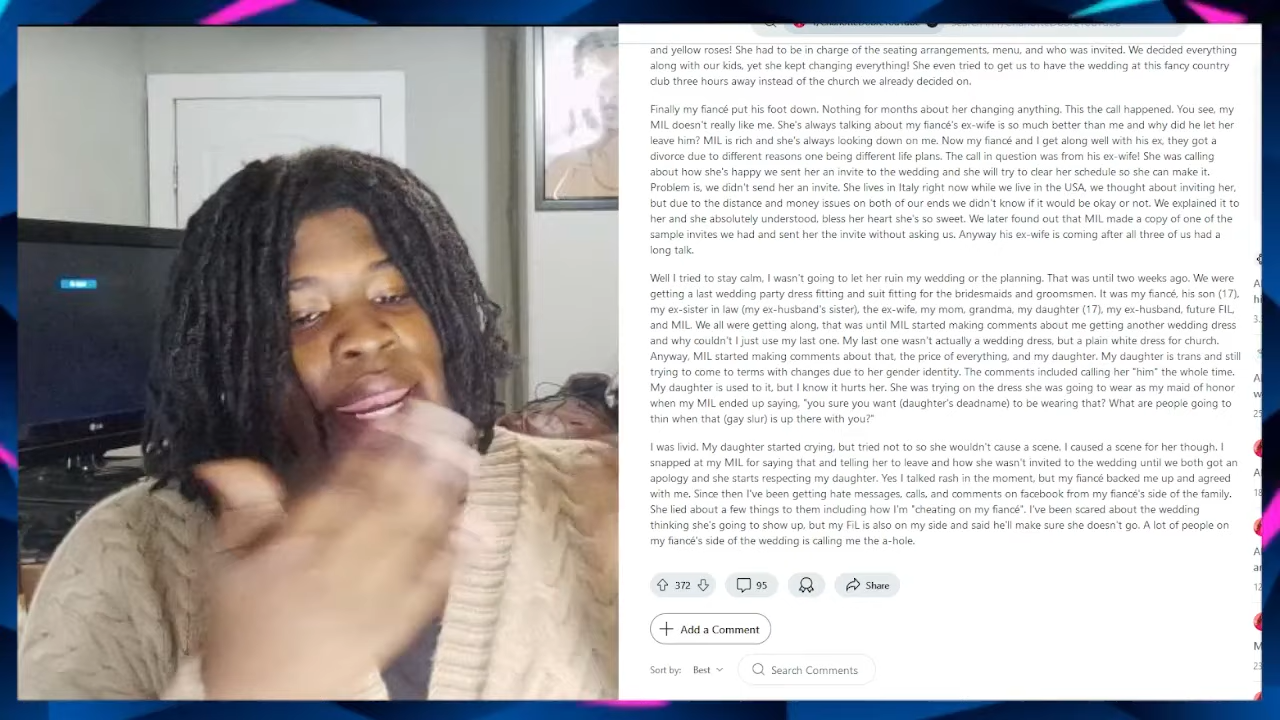 and yellow roses! She had to be in charge of the seating arrangements, menu, and who was invited. We decided everything
along with our kids, yet she kept changing everything! She even tried to get us to have the wedding at this fancy country
club three hours away instead of the church we already decided on.
Finally my fiancé put his foot down. Nothing for months about her changing anything. This the call happened. You see, my
MIL doesn't really like me. She's always talking about my fiancé's ex-wife is so much better than me and why did he let her
leave him? MIL is rich and she's always looking down on me. Now my fiancé and I get along well with his ex, they got a
divorce due to different reasons one being different life plans. The call in question was from his ex-wife! She was calling
about how she's happy we sent her an invite to the wedding and she will try to clear her schedule so she can make it.
Problem is, we didn't send her an invite. She lives in Italy right now while we live in the USA, we thought about inviting her,
but due to the distance and money issues on both of our ends we didn't know if it would be okay or not. We explained it to
her and she absolutely understood, bless her heart she's so sweet. We later found out that MIL made a copy of one of the
sample invites we had and sent her the invite without asking us. Anyway his ex-wife is coming after all three of us had a
long talk.
Well I tried to stay calm, I wasn't going to let her ruin my wedding or the planning. That was until two weeks ago. We were
getting a last wedding party dress fitting and suit fitting for the bridesmaids and groomsmen. It was my fiancé, his son (17),
my ex-sister in law (my ex-husband's sister), the ex-wife, my mom, grandma, my daughter (17), my ex-husband, future FIL,
and MIL. We all were getting along, that was until MIL started making comments about me getting another wedding dress
and why couldn't I just use my last one. My last one wasn't actually a wedding dress, but a plain white dress for church.
Anyway, MIL started making comments about that, the price of everything, and my daughter. My daughter is trans and still
trying to come to terms with changes due to her gender identity. The comments included calling her "him" the whole time.
My daughter is used to it, but I know it hurts her. She was trying on the dress she was going to wear as my maid of honor
when my MIL ended up saying, "you sure you want (daughter's deadname) to be wearing that? What are people going to
thin when that (gay slur) is up there with you?"
I was livid. My daughter started crying, but tried not to so she wouldn't cause a scene. I caused a scene for her though. I
snapped at my MIL for saying that and telling her to leave and how she wasn't invited to the wedding until we both got an
apology and she starts respecting my daughter. Yes I talked rash in the moment, but my fiancé backed me up and agreed
with me. Since then I've been getting hate messages, calls, and comments on facebook from my fiancé's side of the family.
She lied about a few things to them including how I'm "cheating on my fiancé". I've been scared about the wedding
thinking she's going to show up, but my FiL is also on my side and said he'll make sure she doesn't go. A lot of people on
my fiancé's side of the wedding is calling me the a-hole.
372 95 Share
Add a Comment
Sort by: Best Search Comments